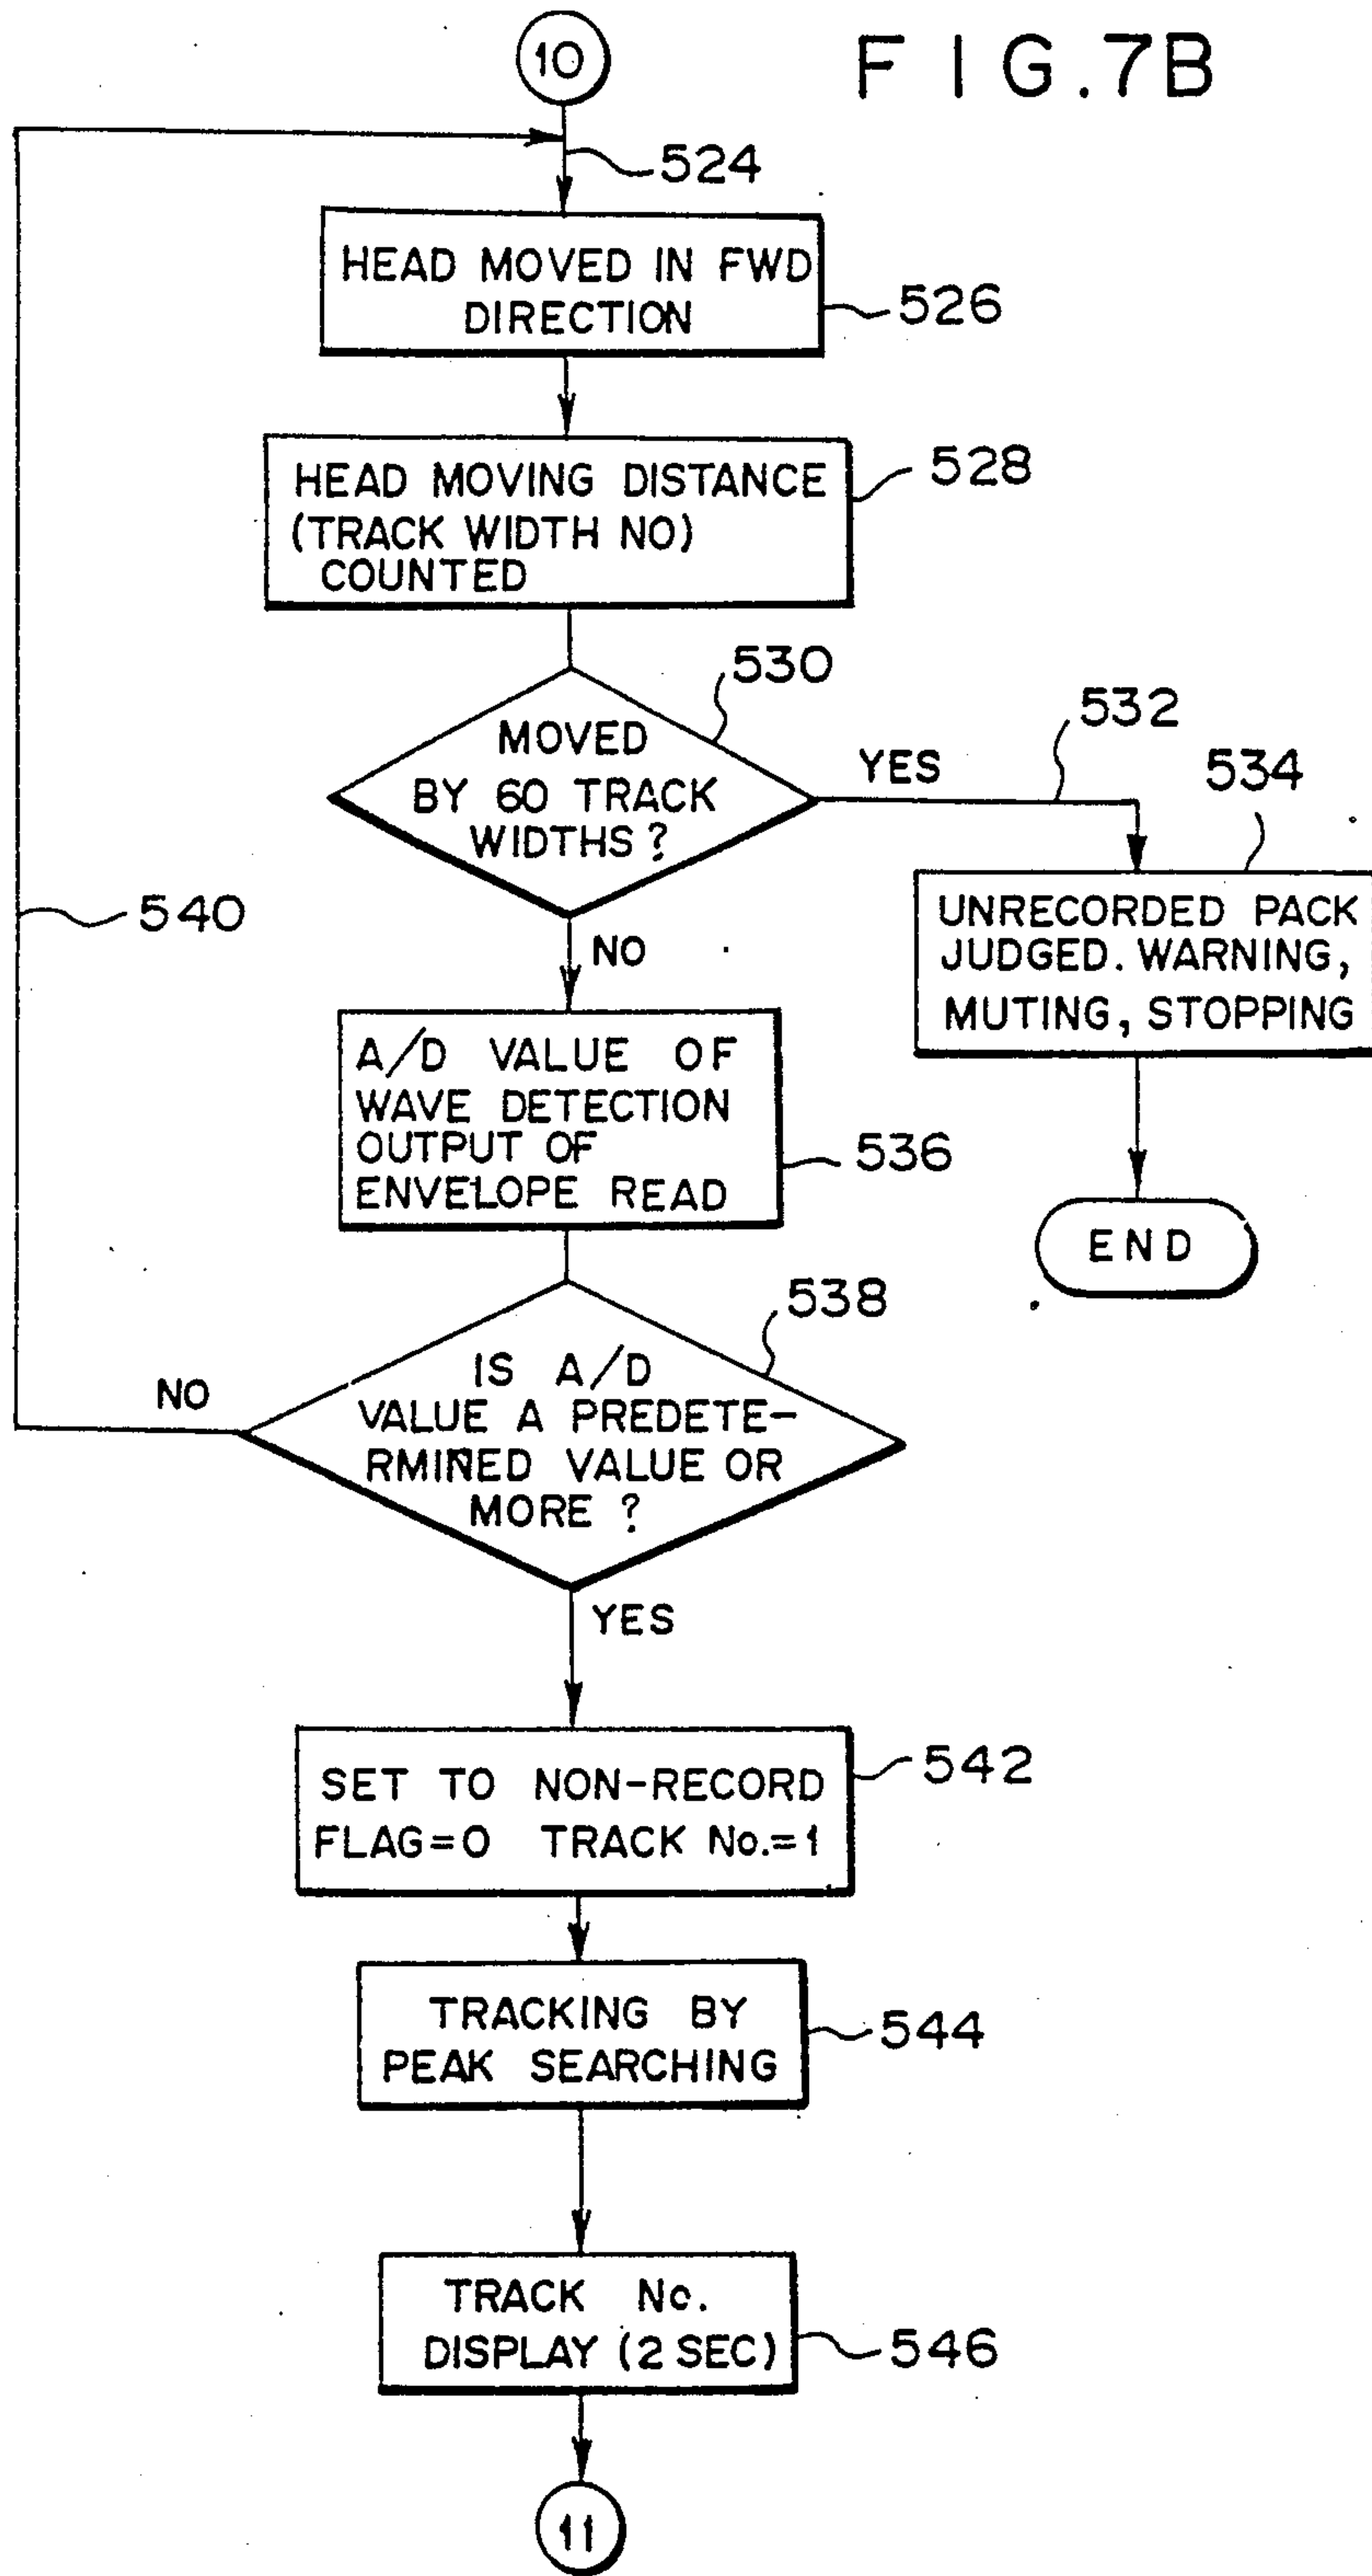 FIG.7B
10
524
HEAD MOVED IN FWD
DIRECTION
526
HEAD MOVING DISTANCE
(TRACK WIDTH NO)
COUNTED
528
530
MOVED
BY 60 TRACK
WIDTHS?
YES
532
534
UNRECORDED PACK
JUDGED. WARNING,
MUTING, STOPPING
END
540
NO
A/D VALUE OF
WAVE DETECTION
OUTPUT OF
ENVELOPE READ
536
538
IS A/D
VALUE A PREDETE-
RMINED VALUE OR
MORE ?
NO
YES
SET TO NON-RECORD
FLAG=0 TRACK No.=1
542
TRACKING BY
PEAK SEARCHING
544
TRACK No.
DISPLAY (2 SEC)
546
11